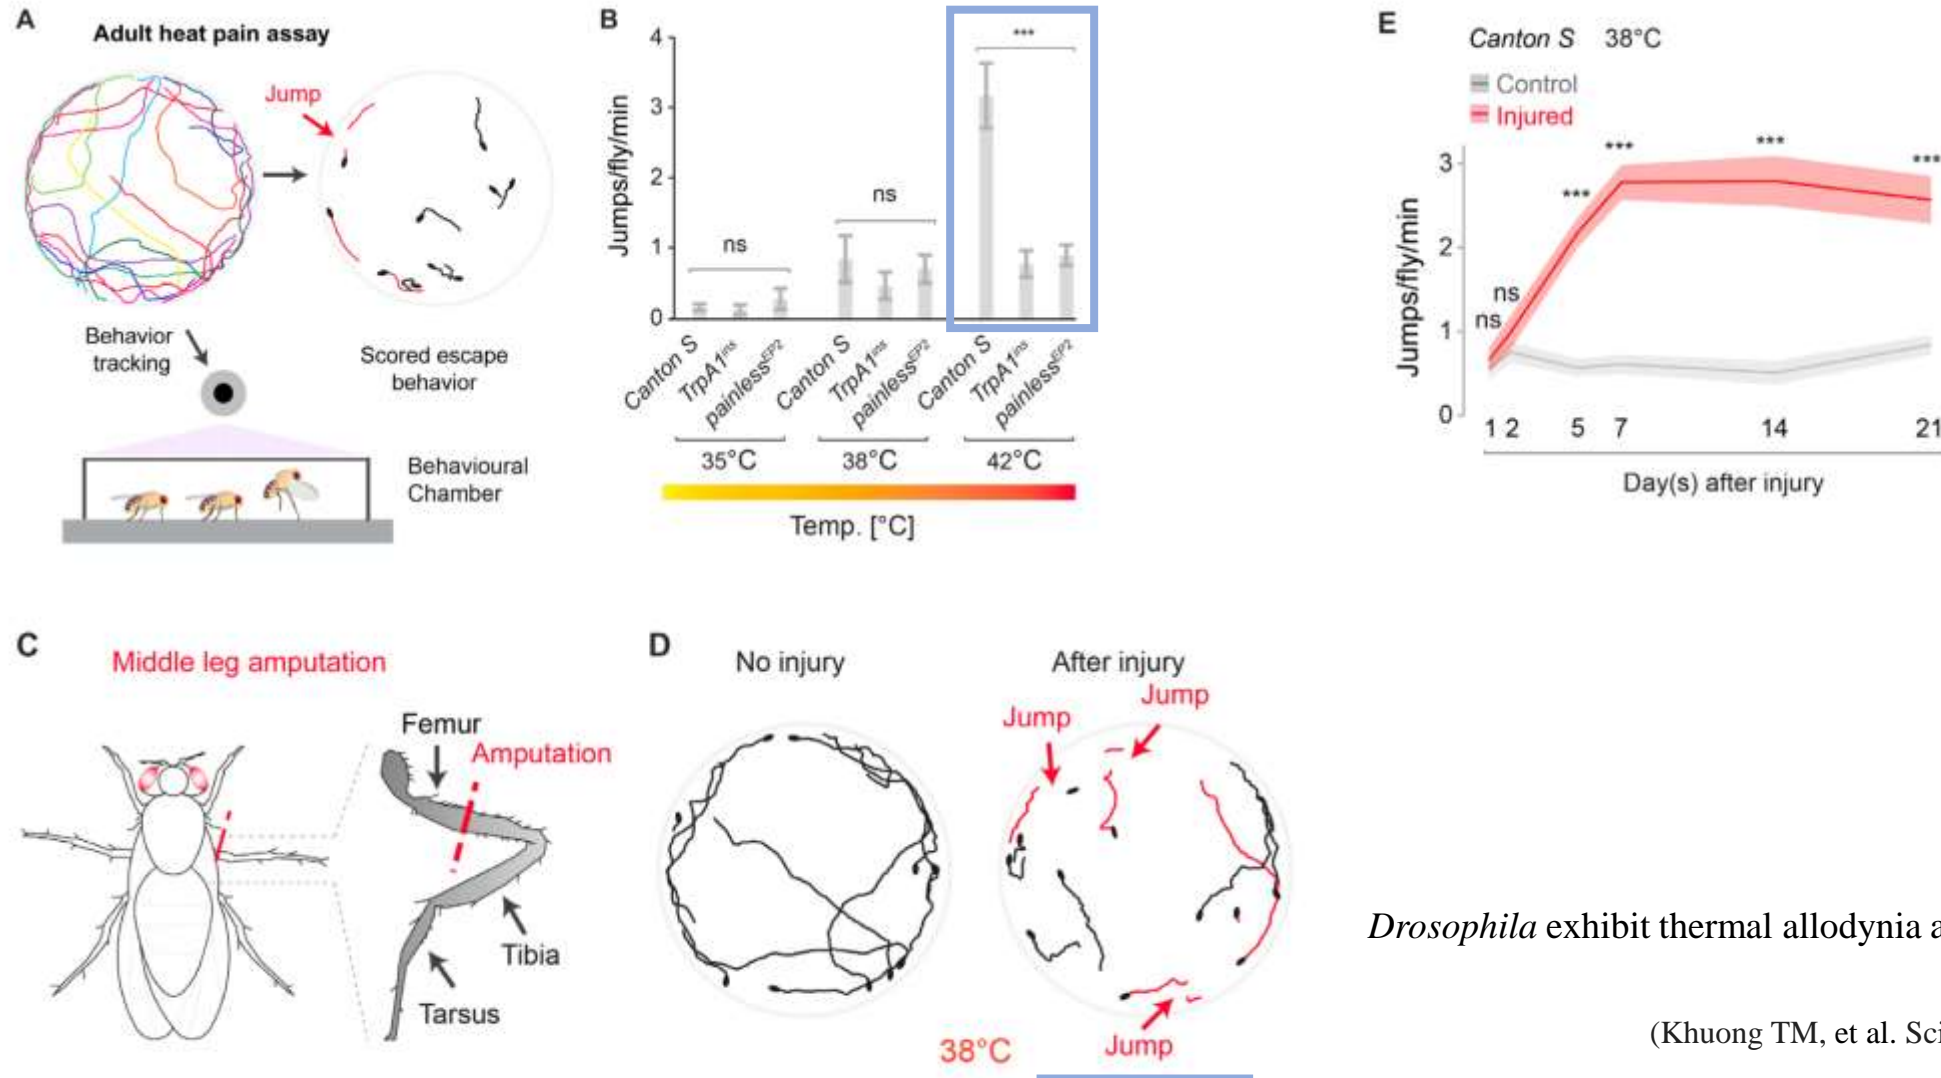 A
Adult heat pain assay
Jump
Behavior
tracking
Scored escape
behavior
Behavioural
Chamber
B
Jumps/fly/min
4
3
2
1
0
ns
ns
***
Canton S
TrpA1ins
painlessEP2
Canton S
TrpA1ins
painlessEP2
Canton S
TrpA1ins
painlessEP2
35°C
38°C
42°C
Temp. [°C]
E
Canton S 38°C
Control
Injured
Jumps/fly/min
3
2
1
0
ns
ns
***
***
***
***
1 2 5 7 14 21
Day(s) after injury
C
Middle leg amputation
Femur
Amputation
Tibia
Tarsus
D
No injury
After injury
Jump
Jump
Jump
38°C
Drosophila exhibit thermal allodynia a
(Khuong TM, et al. Sci